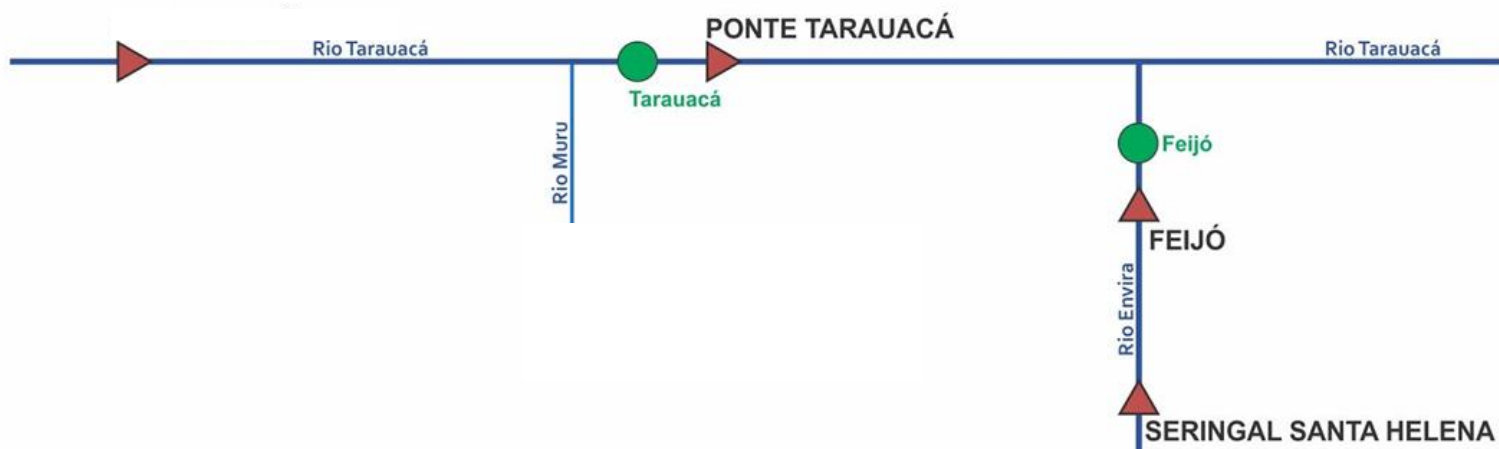 PONTE TARAUACÁ
Rio Tarauacá
Rio Tarauacá
Tarauacá
Rio Muru
Feijó
FEIJÓ
Rio Envira
SERINGAL SANTA HELENA